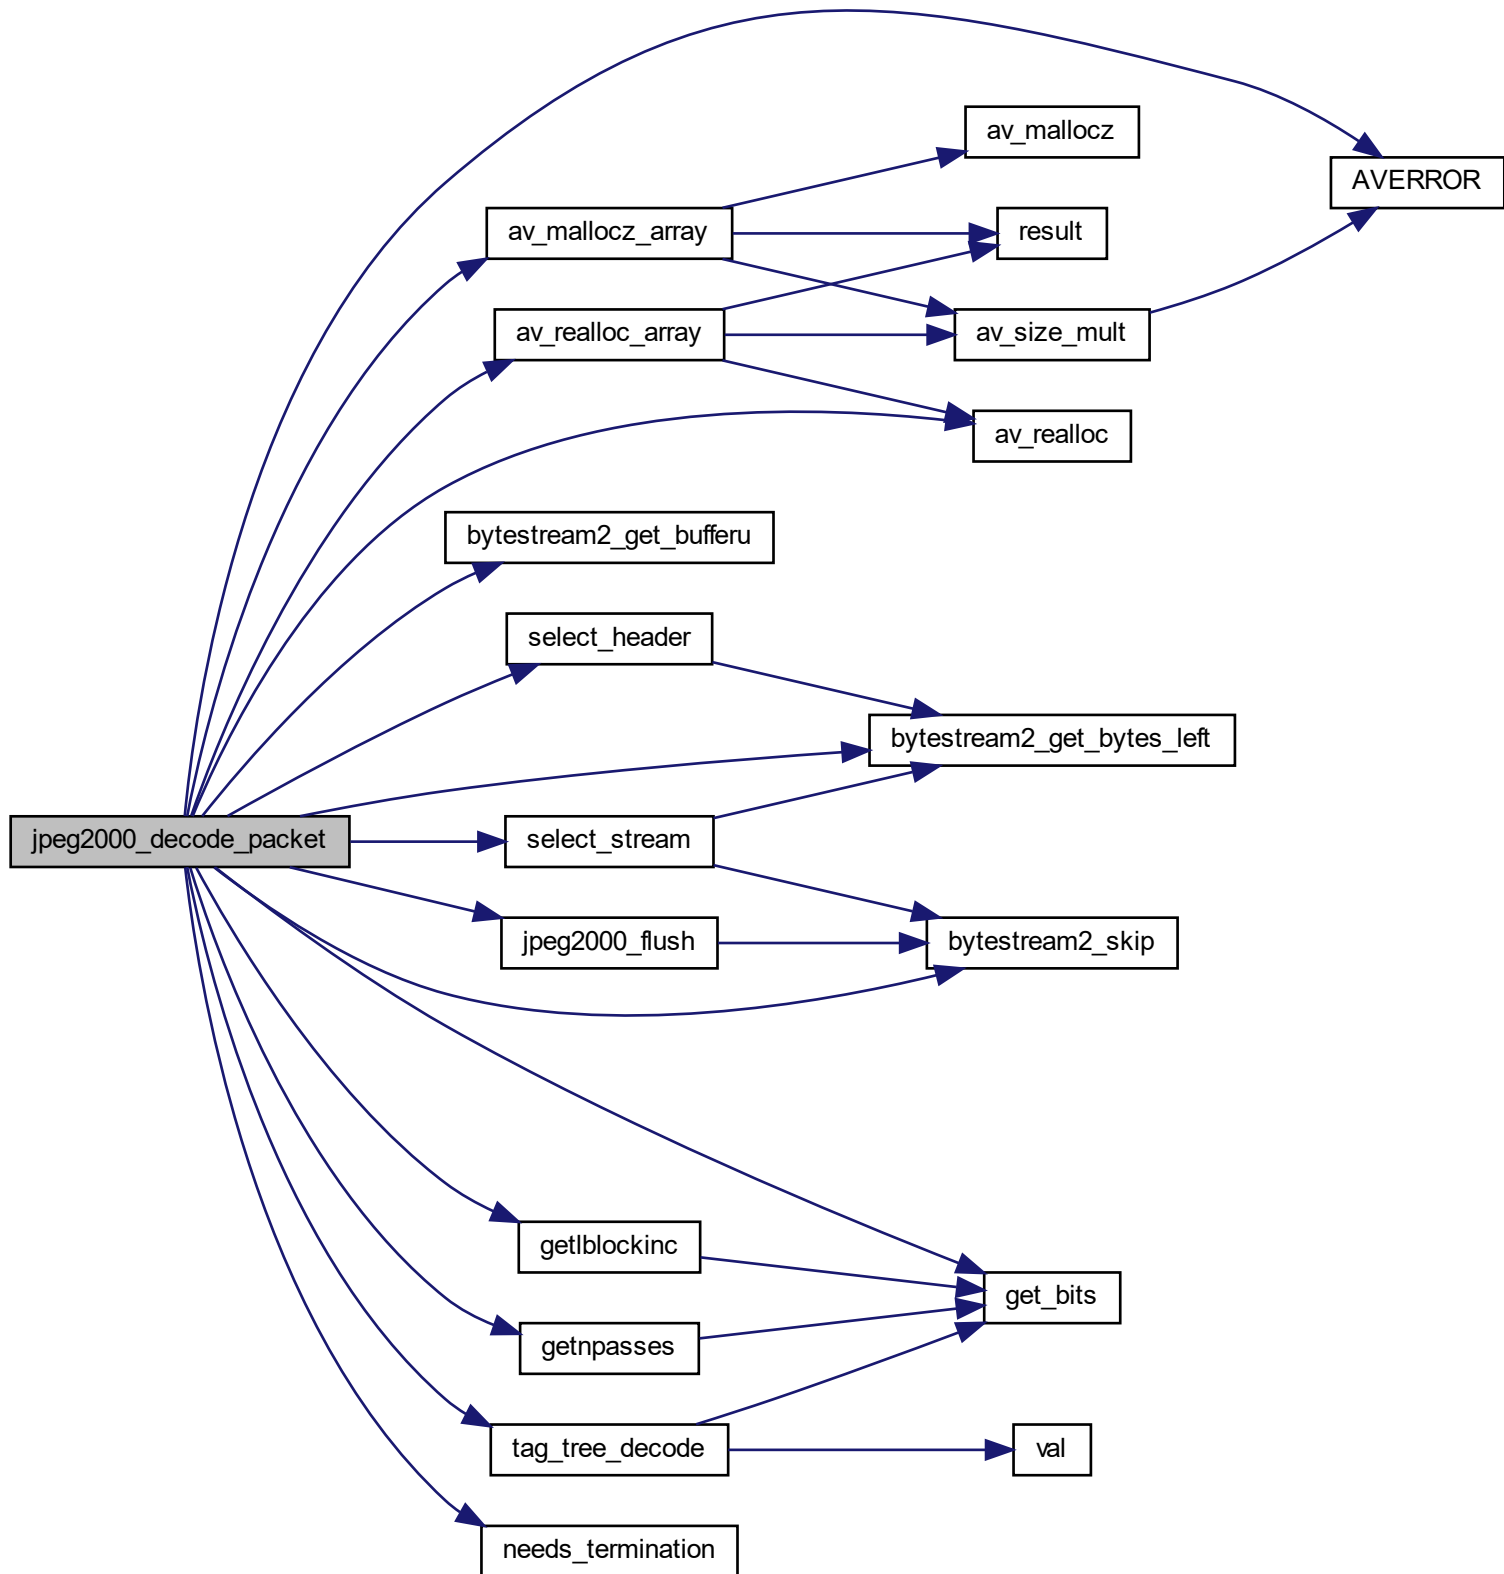 av_mallocz
AVERROR
av_mallocz_array
result
av_realloc_array
av_size_mult
av_realloc
bytestream2_get_bufferu
select_header
bytestream2_get_bytes_left
jpeg2000_decode_packet
select_stream
jpeg2000_flush
bytestream2_skip
getlblockinc
get_bits
getnpasses
tag_tree_decode
val
needs_termination